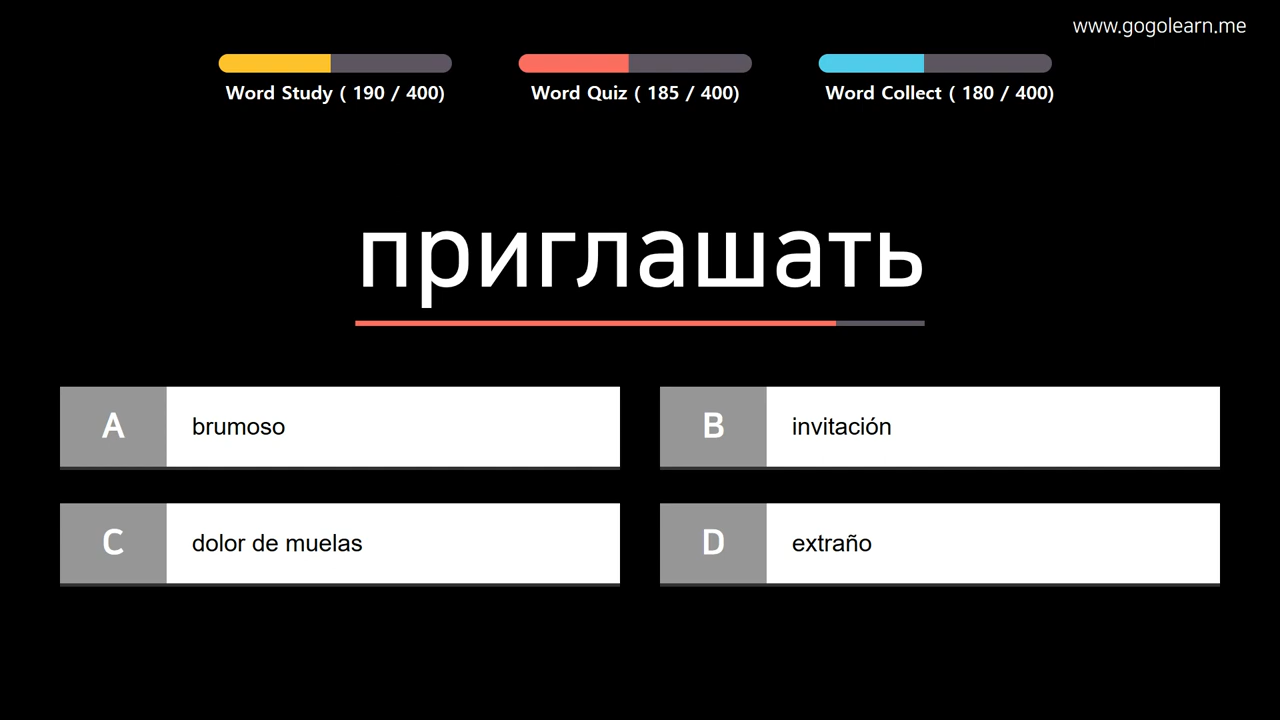 www.gogolearn.me
Word Study ( 190 / 400)
Word Quiz ( 185 / 400)
Word Collect ( 180 / 400)
приглашать
A
brumoso
B
invitación
C
dolor de muelas
D
extraño